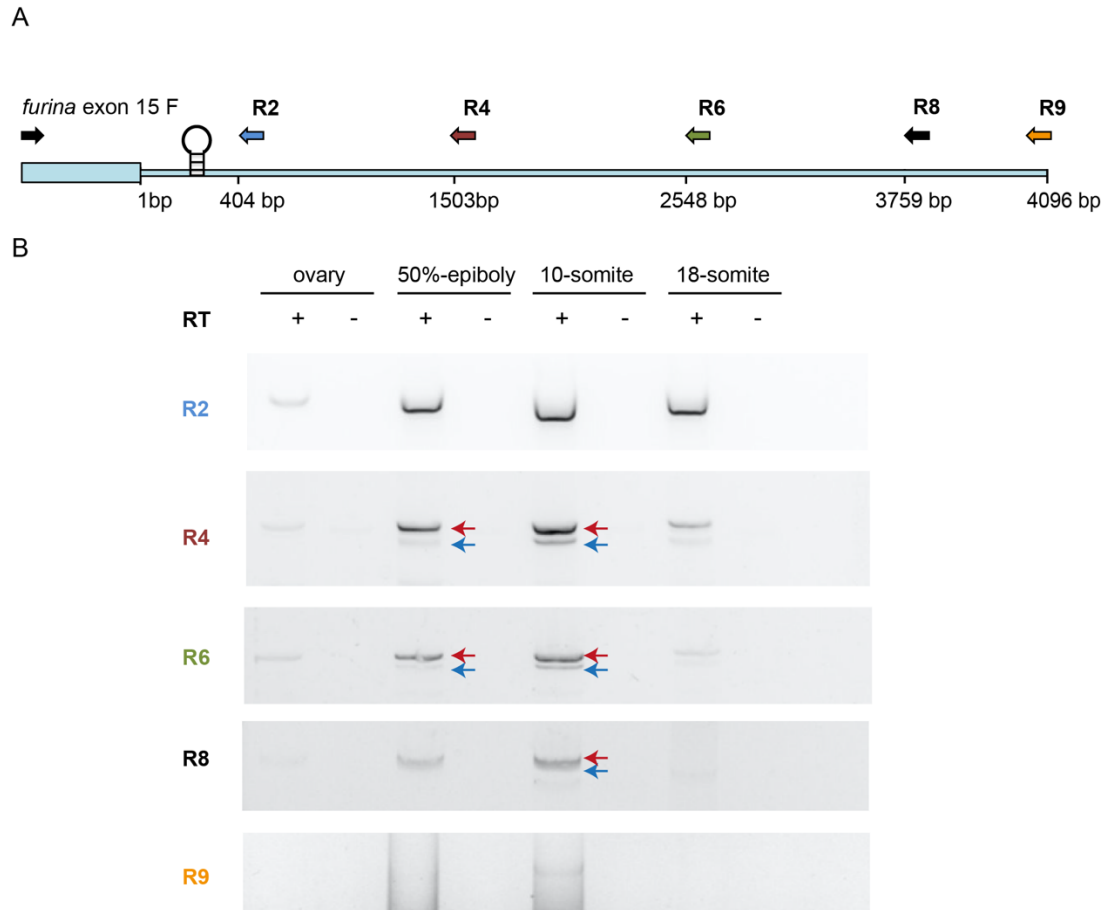 A
furina exon 15 F R2 R4 R6 R8 R9
1bp 404 bp 1503bp 2548 bp 3759 bp 4096 bp
B
ovary 50%-epiboly 10-somite 18-somite
RT + - + - + - + -
R2
R4
R6
R8
R9